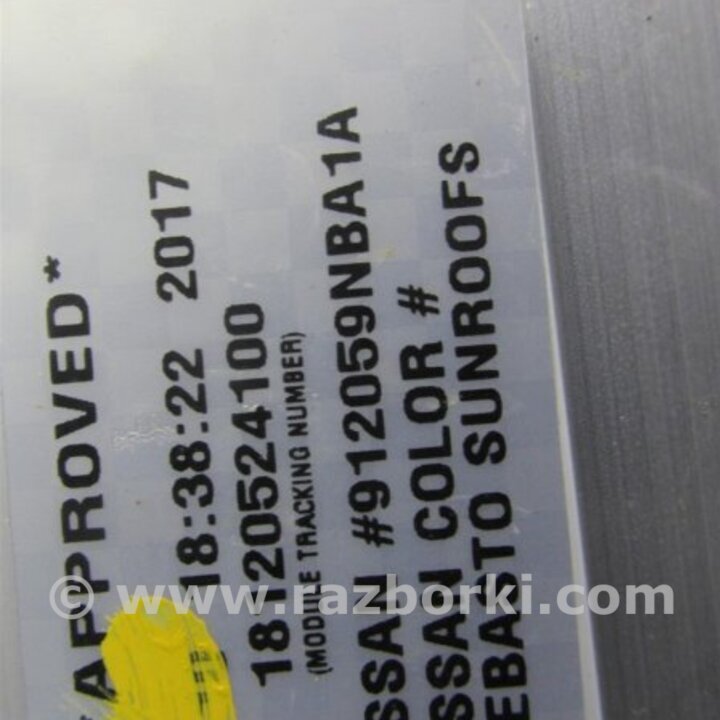 *APPROVED*
18:38:22 2017
18120524100
(MODULE TRACKING NUMBER)
SSAN #912059NBA1A
SSAN COLOR #
EBASTO SUNROOFS
© www.razborki.com